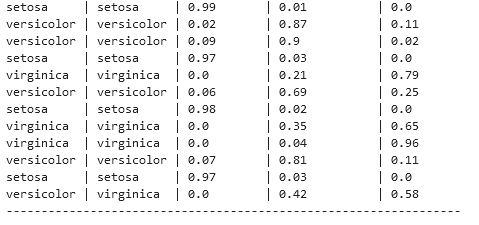 setosa | setosa | 0.99 | 0.01 | 0.0
versicolor | versicolor | 0.02 | 0.87 | 0.11
versicolor | versicolor | 0.09 | 0.9 | 0.02
setosa | setosa | 0.97 | 0.03 | 0.0
virginica | virginica | 0.0 | 0.21 | 0.79
versicolor | versicolor | 0.06 | 0.69 | 0.25
setosa | setosa | 0.98 | 0.02 | 0.0
virginica | virginica | 0.0 | 0.35 | 0.65
virginica | virginica | 0.0 | 0.04 | 0.96
versicolor | versicolor | 0.07 | 0.81 | 0.11
setosa | setosa | 0.97 | 0.03 | 0.0
versicolor | virginica | 0.0 | 0.42 | 0.58
-----------------------------------------------------------------